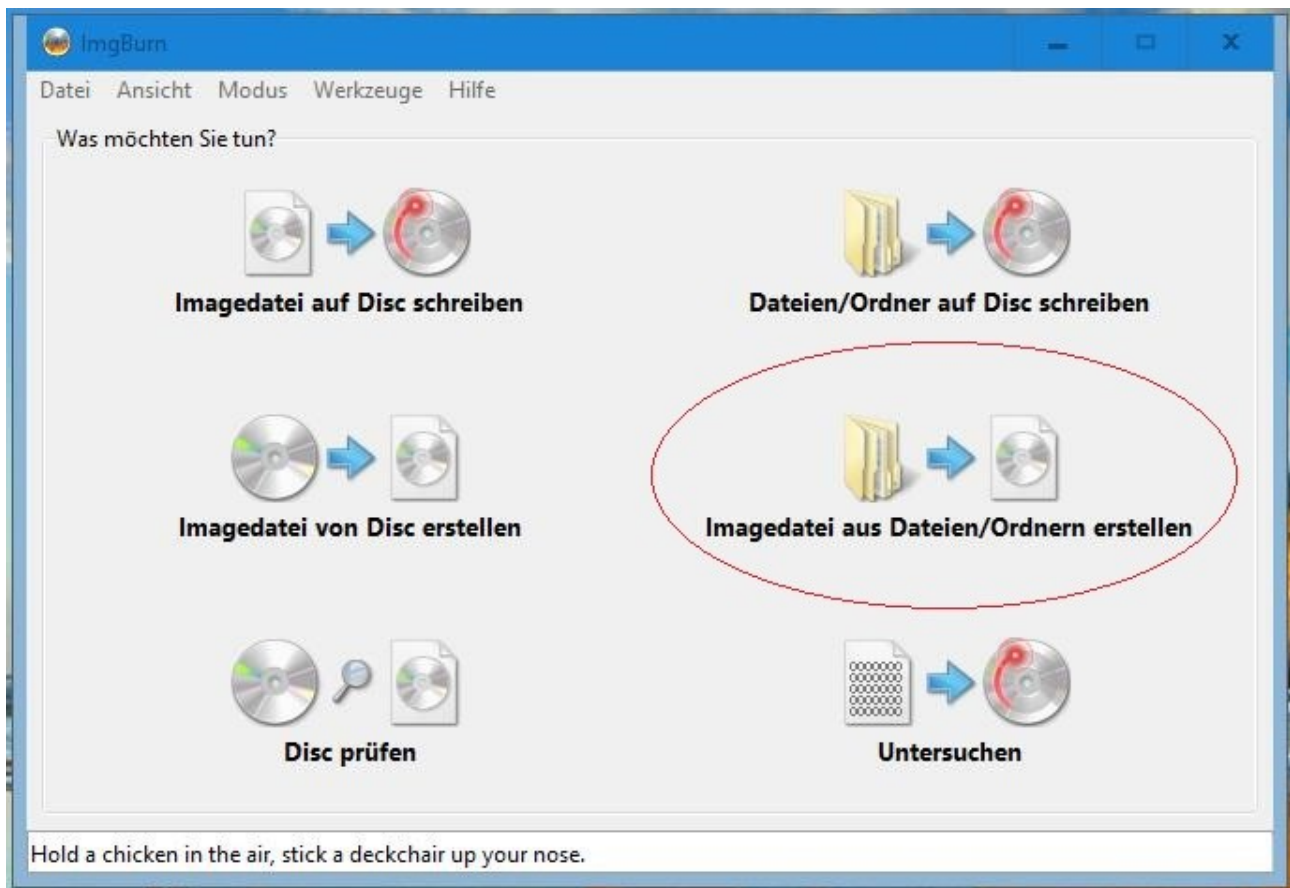 ImgBurn
Datei Ansicht Modus Werkzeuge Hilfe
Was möchten Sie tun?
Imagedatei auf Disc schreiben
Dateien/Ordner auf Disc schreiben
Imagedatei von Disc erstellen
Imagedatei aus Dateien/Ordnern erstellen
Disc prüfen
Untersuchen
Hold a chicken in the air, stick a deckchair up your nose.